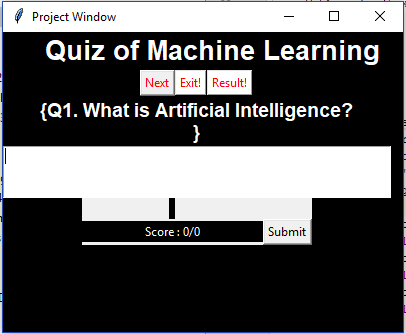 Project Window
Quiz of Machine Learning
Next Exit! Result!
{Q1. What is Artificial Intelligence?
}
Score : 0/0 Submit